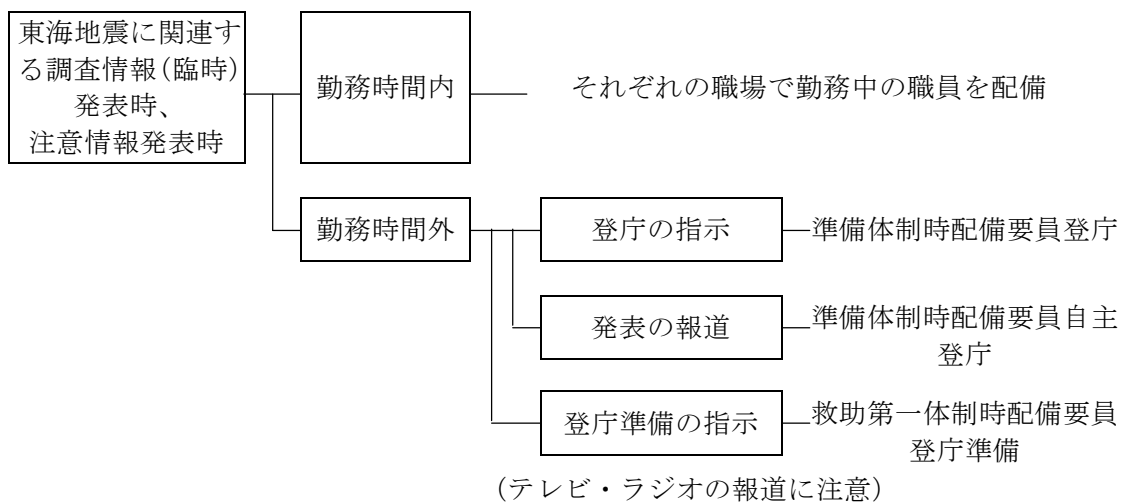 東海地震に関連す
る調査情報(臨時)
発表時、
注意情報発表時
勤務時間内
それぞれの職場で勤務中の職員を配備
勤務時間外
登庁の指示
準備体制時配備要員登庁
発表の報道
準備体制時配備要員自主
登庁
登庁準備の指示
救助第一体制時配備要員
登庁準備
(テレビ・ラジオの報道に注意)